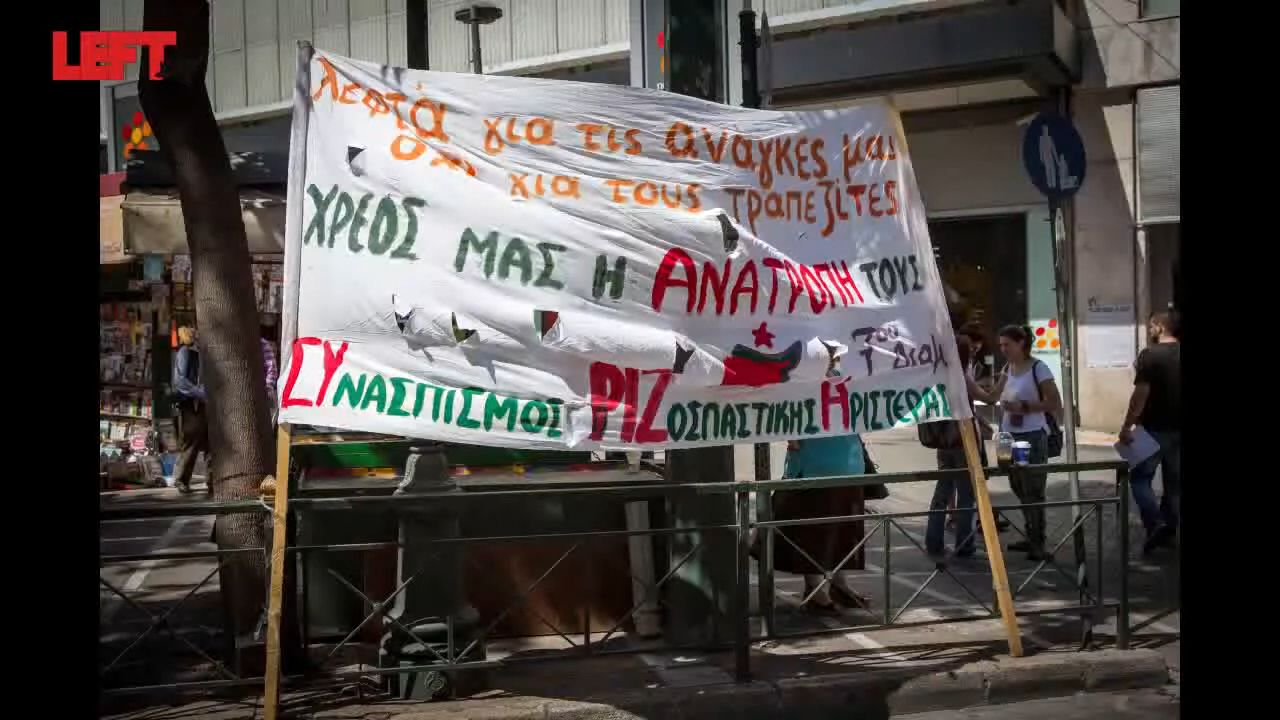 LEFT
Λεφτά για τις ανάγκες μας
όχι για τους τραπεζίτες
ΧΡΕΟΣ ΜΑΣ Η ΑΝΑΤΡΟΠΗ ΤΟΥΣ
7ου Διαμ
ΣΥΝΑΣΠΙΣΜΟΣ ΡΙΖΟΣΠΑΣΤΙΚΗΣ ΑΡΙΣΤΕΡΑΣ